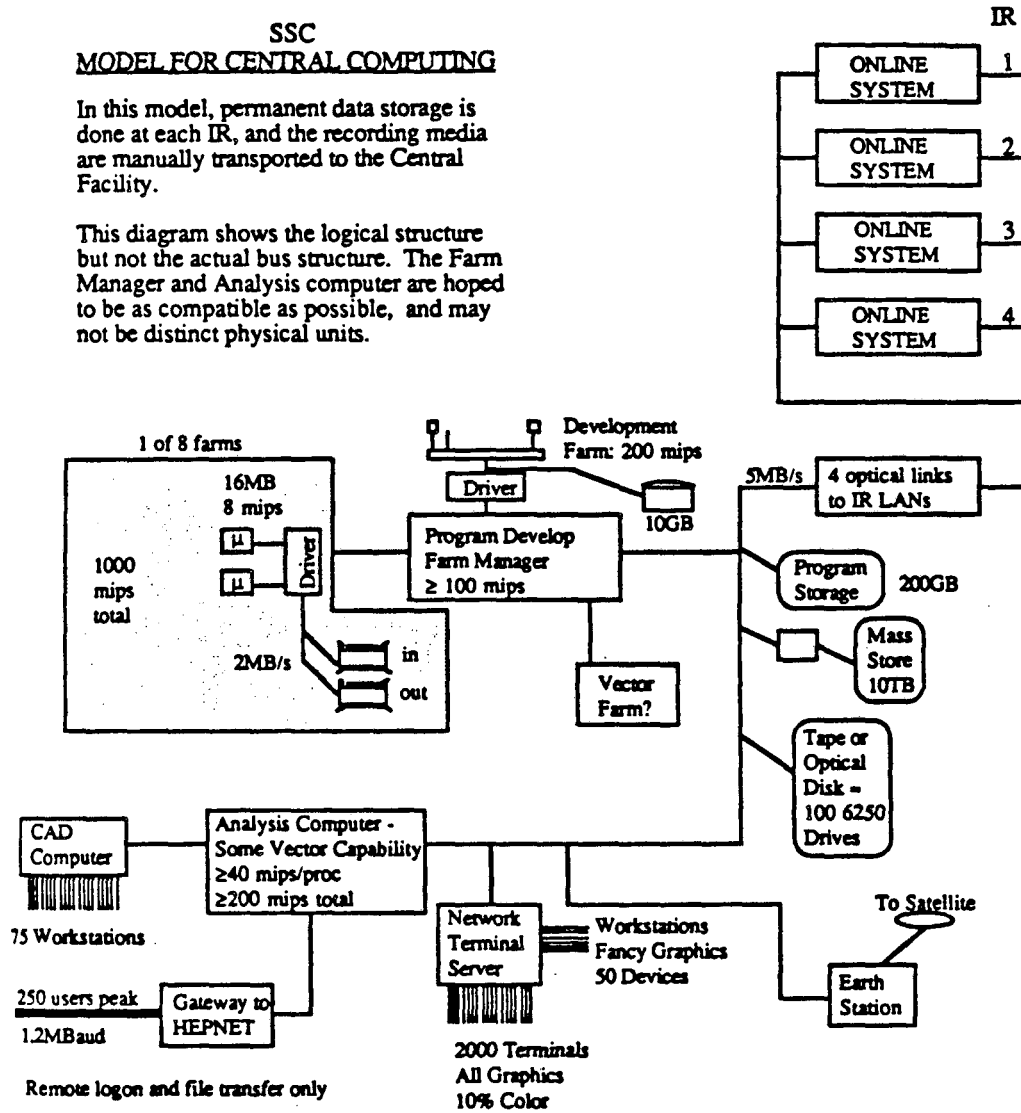 SSC
MODEL FOR CENTRAL COMPUTING
In this model, permanent data storage is
done at each IR, and the recording media
are manually transported to the Central
Facility.
This diagram shows the logical structure
but not the actual bus structure. The Farm
Manager and Analysis computer are hoped
to be as compatible as possible, and may
not be distinct physical units.
IR
ONLINE
SYSTEM
1
ONLINE
SYSTEM
2
ONLINE
SYSTEM
3
ONLINE
SYSTEM
4
1 of 8 farms
16MB
8 mips
μ
μ
Driver
1000
mips
total
2MB/s
in
out
Development
Farm: 200 mips
Driver
10GB
Program Develop
Farm Manager
≥ 100 mips
Vector
Farm?
5MB/s
4 optical links
to IR LANs
Program
Storage
200GB
Mass
Store
10TB
Tape or
Optical
Disk =
100 6250
Drives
CAD
Computer
75 Workstations
Analysis Computer -
Some Vector Capability
≥40 mips/proc
≥200 mips total
250 users peak
1.2MBaud
Gateway to
HEPNET
Remote logon and file transfer only
Network
Terminal
Server
Workstations
Fancy Graphics
50 Devices
2000 Terminals
All Graphics
10% Color
To Satellite
Earth
Station